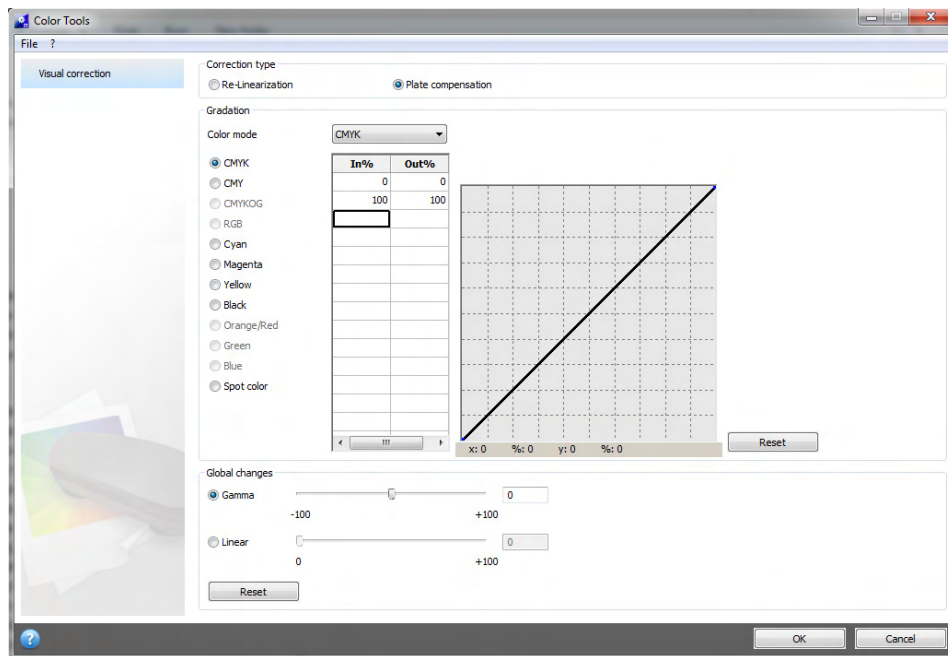 Color Tools
File ?
Visual correction
Correction type
Re-Linearization Plate compensation
Gradation
Color mode CMYK
CMYK
CMY
CMYKOG
RGB
Cyan
Magenta
Yellow
Black
Orange/Red
Green
Blue
Spot color
In% Out%
0 0
100 100
x: 0 %: 0 y: 0 %: 0
Reset
Global changes
Gamma 0
-100 +100
Linear 0
0 +100
Reset
? OK Cancel